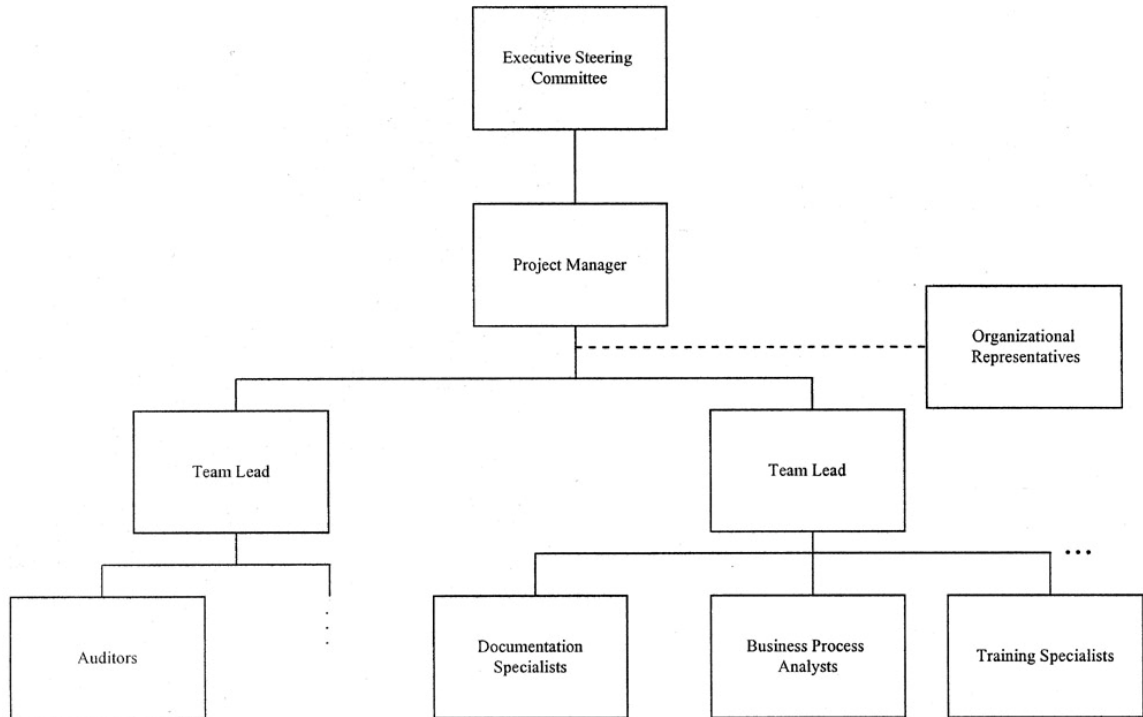 Executive Steering
Committee
Project Manager
Organizational
Representatives
Team Lead
Team Lead
Auditors
Documentation
Specialists
Business Process
Analysts
Training Specialists